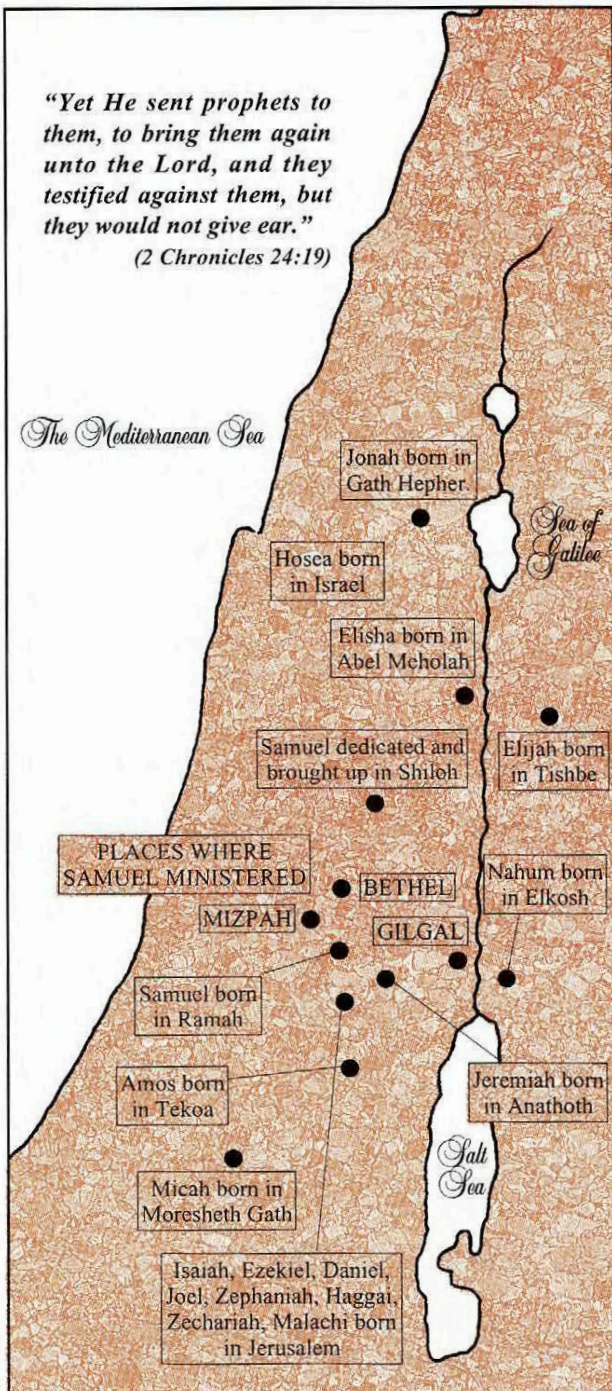 "Yet He sent prophets to
them, to bring them again
unto the Lord, and they
testified against them, but
they would not give ear."
(2 Chronicles 24:19)
The Mediterranean Sea
Jonah born in
Gath Hepher
Sea of
Galilee
Hosea born
in Israel
Elisha born in
Abel Meholah
Samuel dedicated and
brought up in Shiloh
Elijah born
in Tishbe
PLACES WHERE
SAMUEL MINISTERED
BETHEL
Nahum born
in Elkosh
MIZPAH
GILGAL
Samuel born
in Ramah
Amos born
in Tekoa
Jeremiah born
in Anathoth
Salt
Sea
Micah born in
Moresheth Gath
Isaiah, Ezekiel, Daniel,
Joel, Zephaniah, Haggai,
Zechariah, Malachi born
in Jerusalem